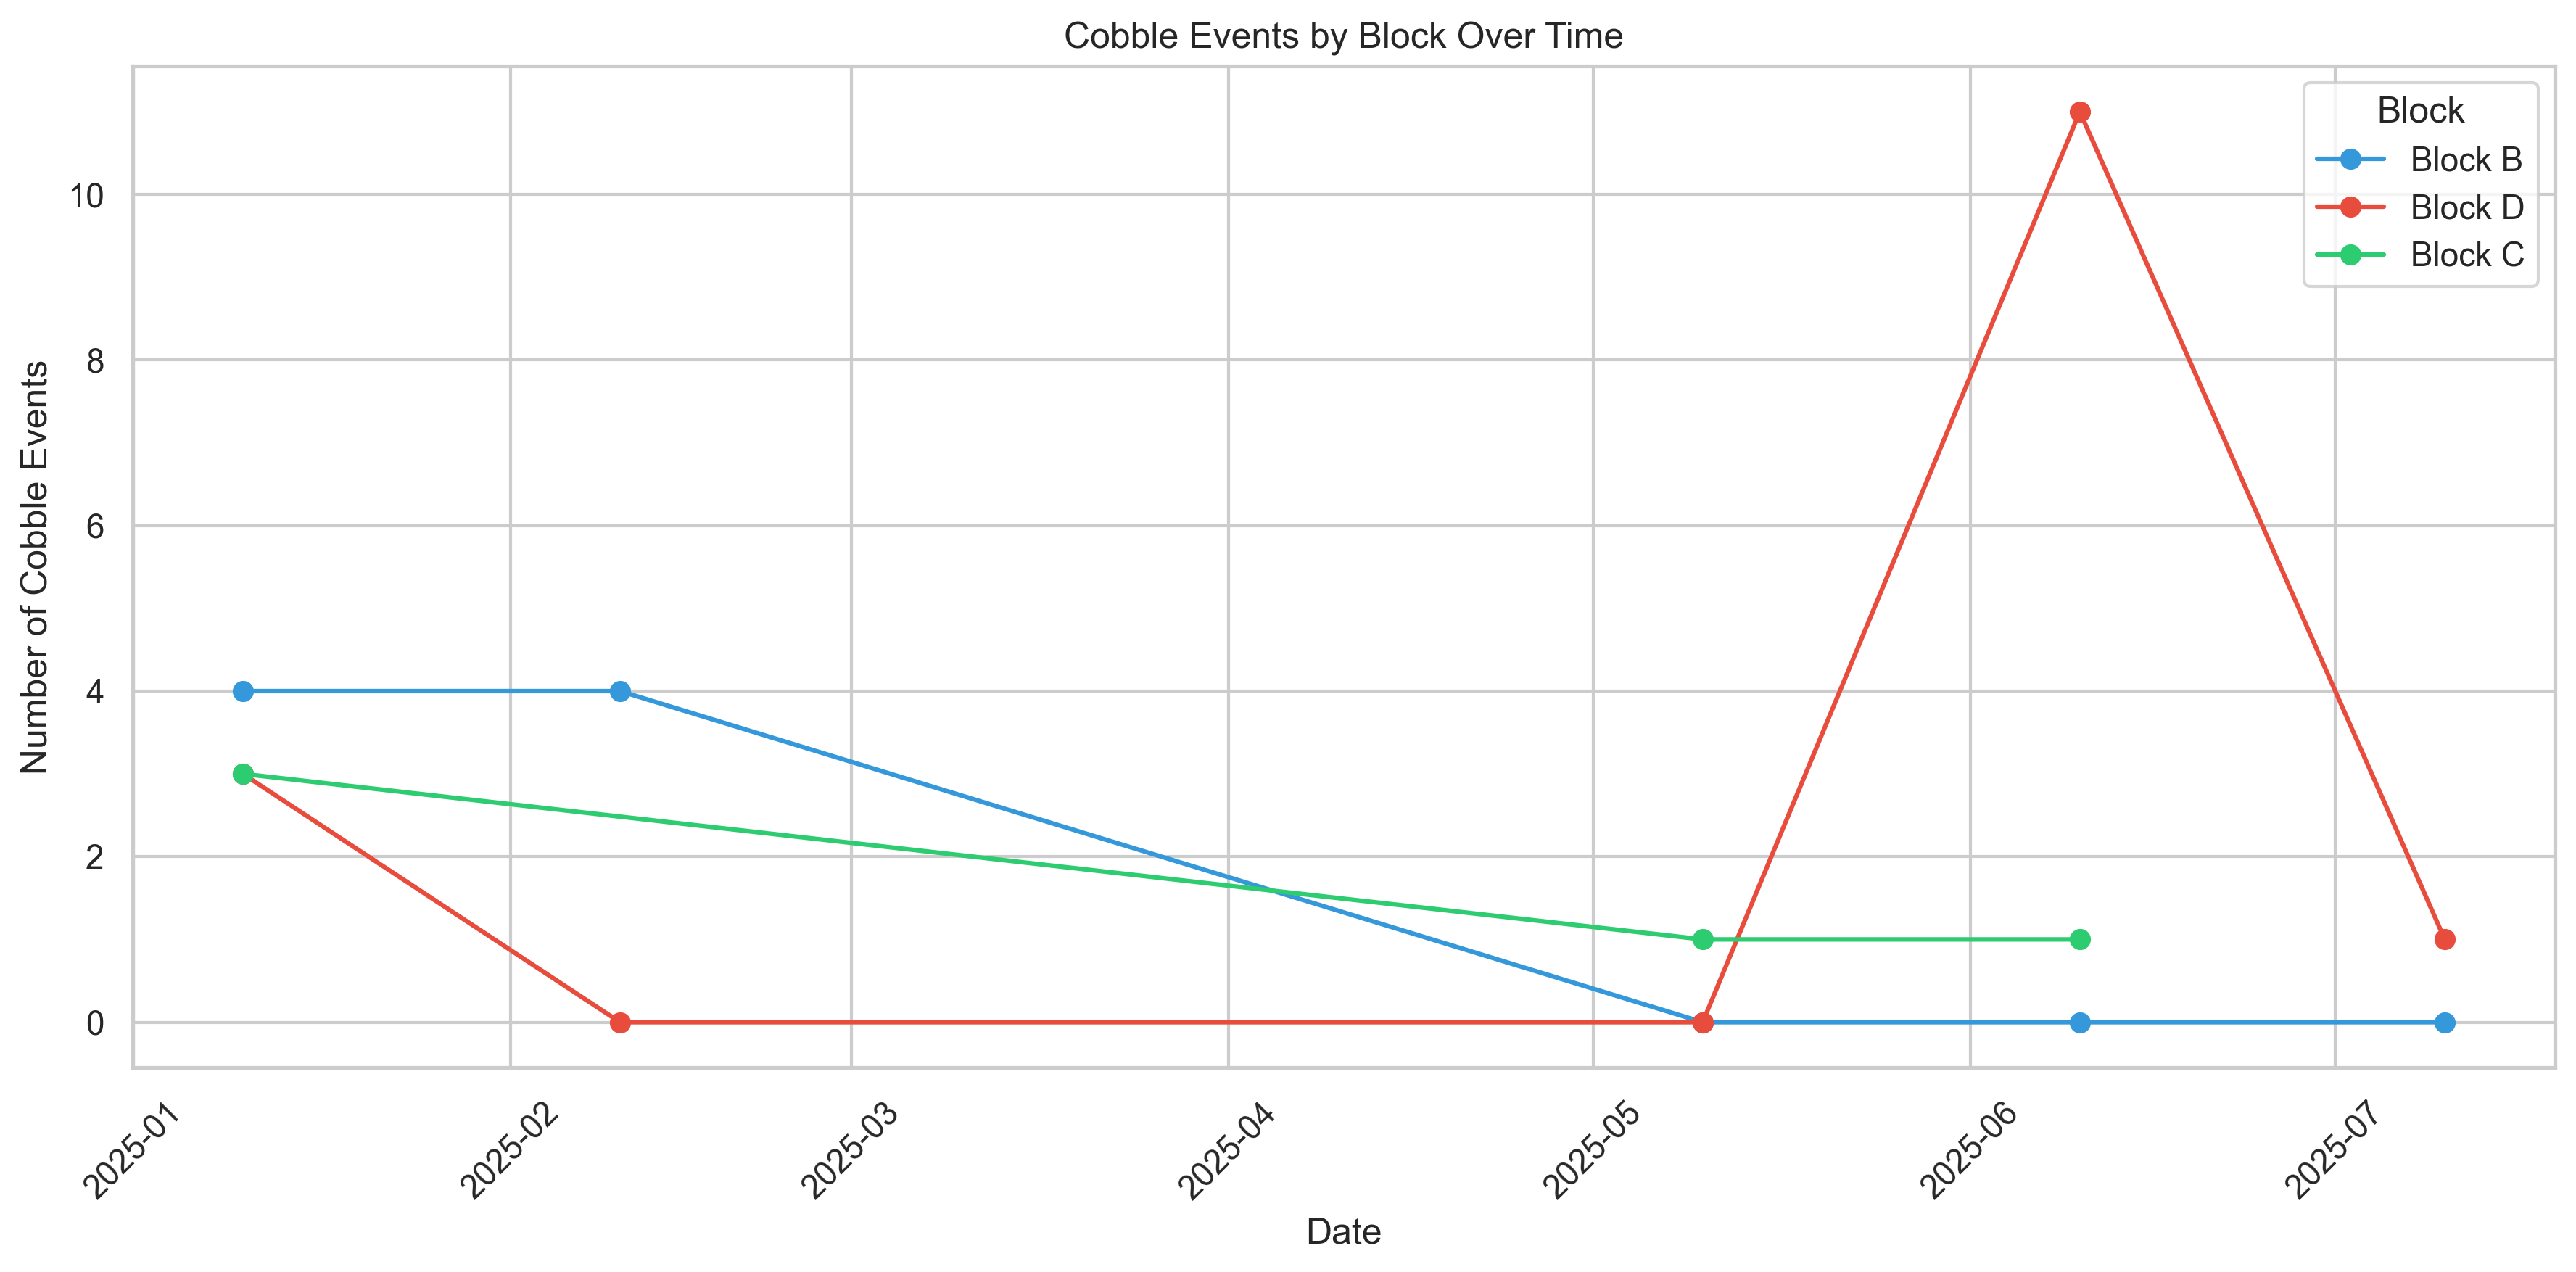 Cobble Events by Block Over Time
Block
Block B
Block D
Block C
Number of Cobble Events
10
8
6
4
2
0
2025-01
2025-02
2025-03
2025-04
2025-05
2025-06
2025-07
Date